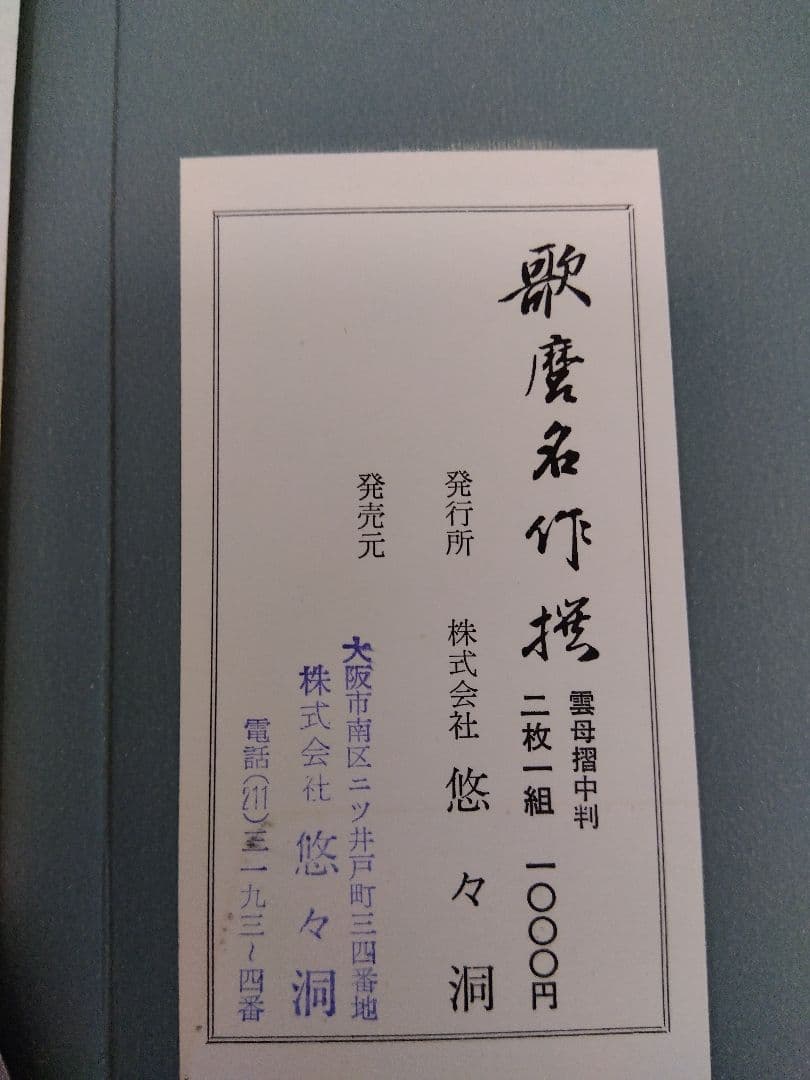 歌麿名作撰
雲母摺中判
二枚一組 一〇〇〇円
発行所 株式会社 悠々洞
発売元
大阪市南区ニツ井戸町三四番地
株式会社 悠々洞
電話(211)三一九三~四番